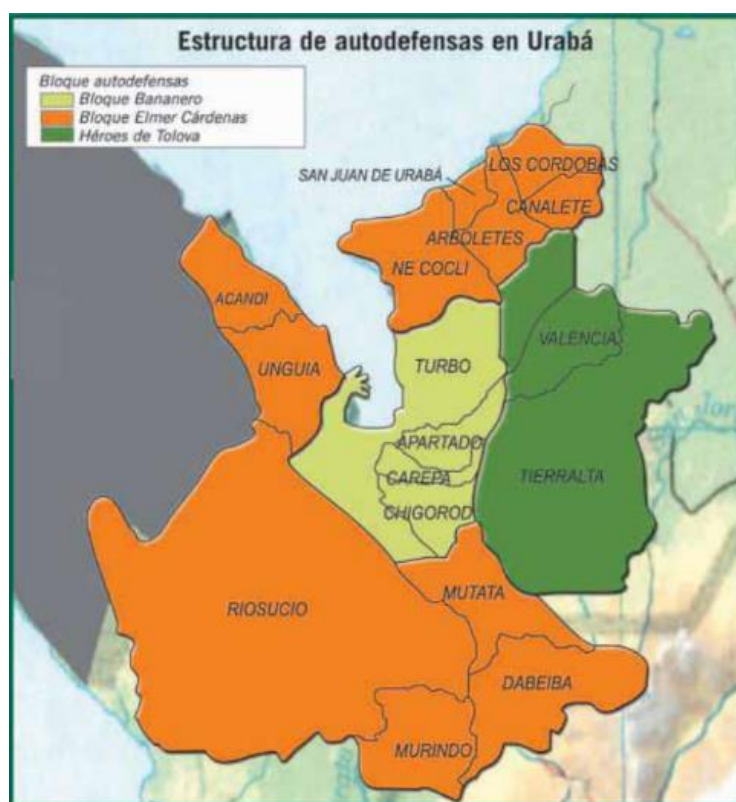 Estructura de autodefensas en Urabá
Bloque autodefensas
Bloque Bananero
Bloque Elmer Cárdenas
Héroes de Tolova
LOS CORDOBAS
SAN JUAN DE URABÁ
CANALETE
ARBOLETES
NE COCLI
ACANDI
VALENCIA
UNGUIA
TURBO
APARTADO
CAREPA
TIERRALTA
CHIGOROD
MUTATA
RIOSUCIO
DABEIBA
MURINDO